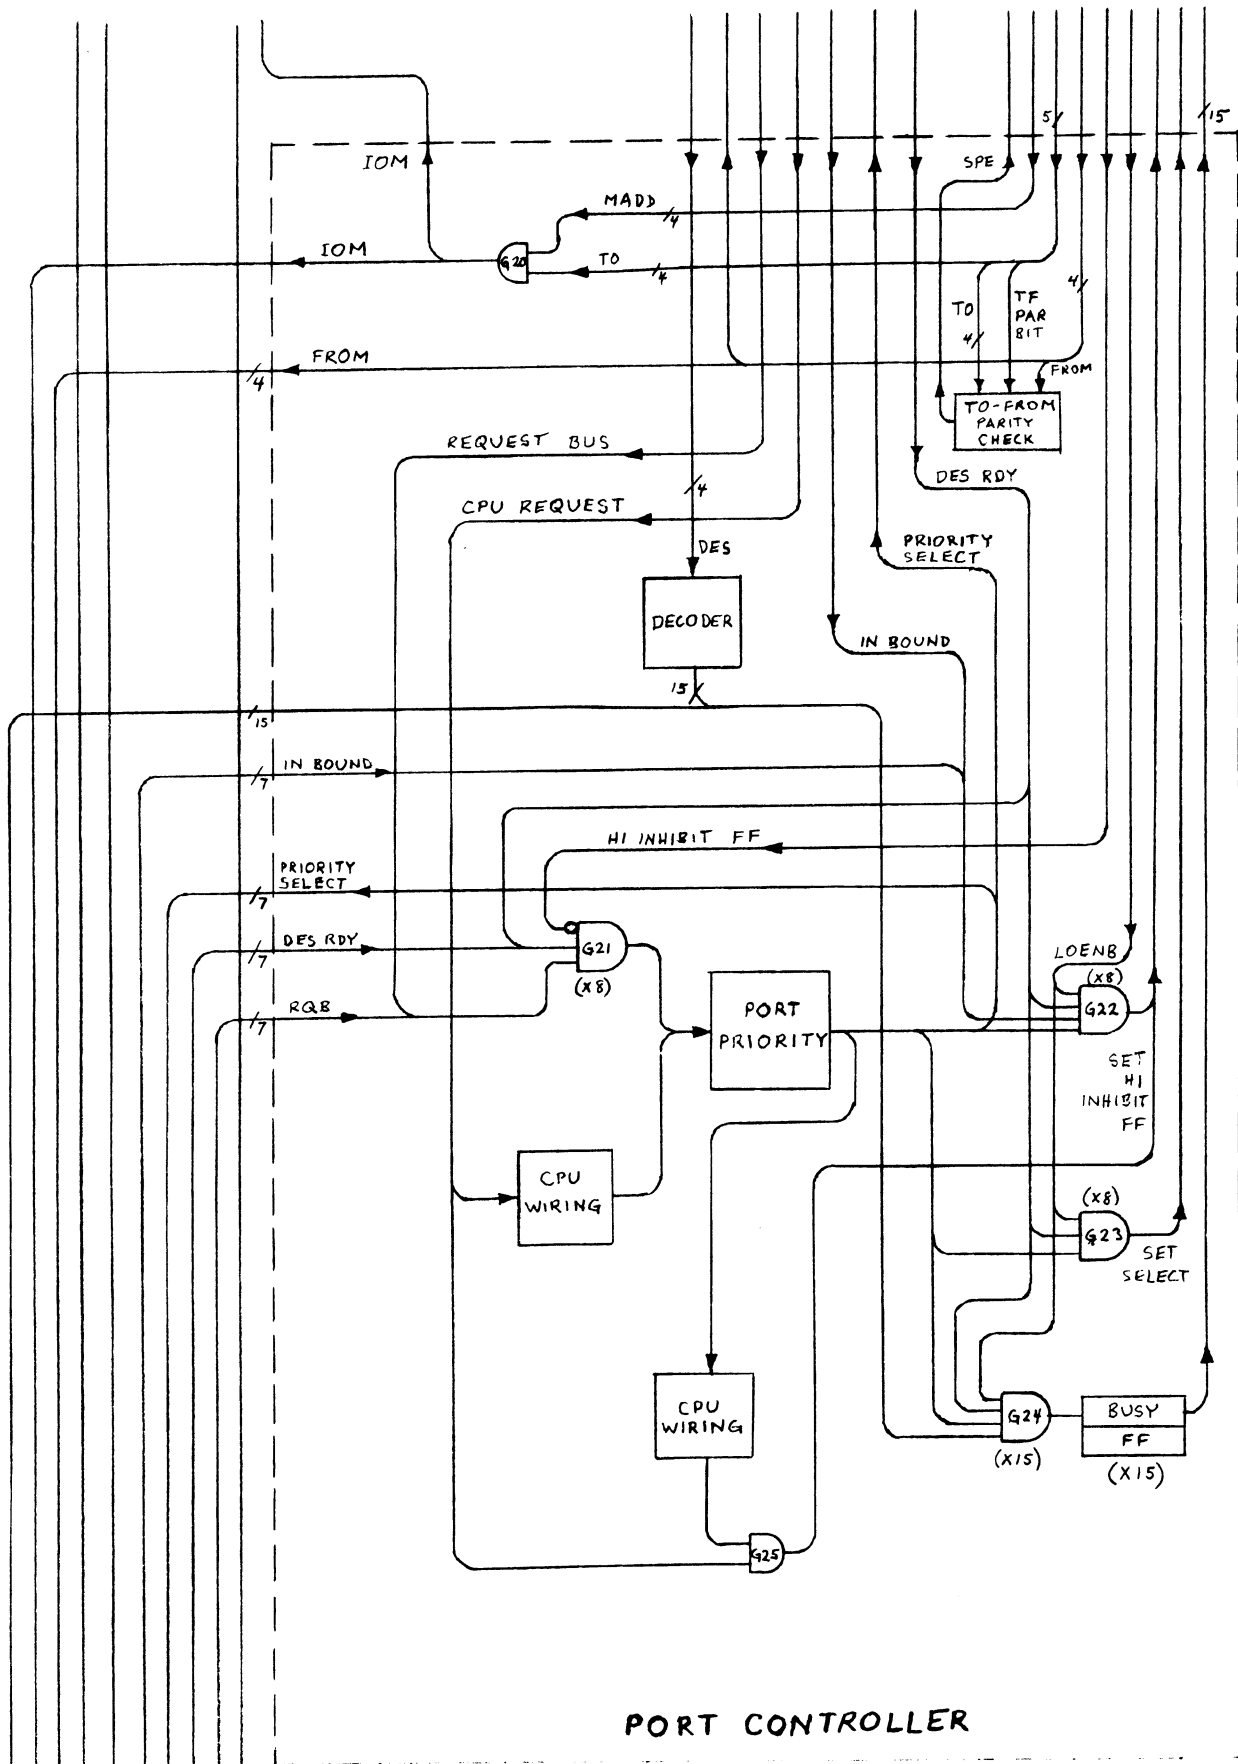 15
5
IOM
SPE
MADD
4
IOM
G20
TO
4
4
TO
4
TF
PAR
BIT
FROM
4
FROM
TO-FROM
PARITY
CHECK
REQUEST BUS
DES RDY
4
CPU REQUEST
PRIORITY
SELECT
DES
DECODER
IN BOUND
15
15
IN BOUND
7
HI INHIBIT FF
PRIORITY
SELECT
7
DES RDY
7
G21
(X8)
LOENB
(X8)
G22
RQB
7
PORT
PRIORITY
SET
HI
INHIBIT
FF
CPU
WIRING
(X8)
G23
SET
SELECT
CPU
WIRING
G24
(X15)
BUSY
FF
(X15)
G25
PORT CONTROLLER